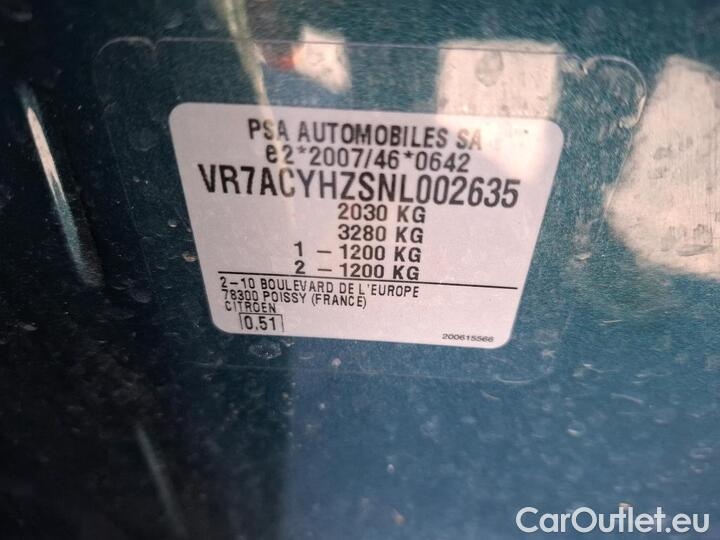 PSA AUTOMOBILES SA
e2*2007/46*0642
VR7ACYHZSNL002635
2030 KG
3280 KG
1 - 1200 KG
2 - 1200 KG
2-10 BOULEVARD DE L'EUROPE
78300 POISSY (FRANCE)
CITROEN
0,51
200615566
CarOutlet.eu